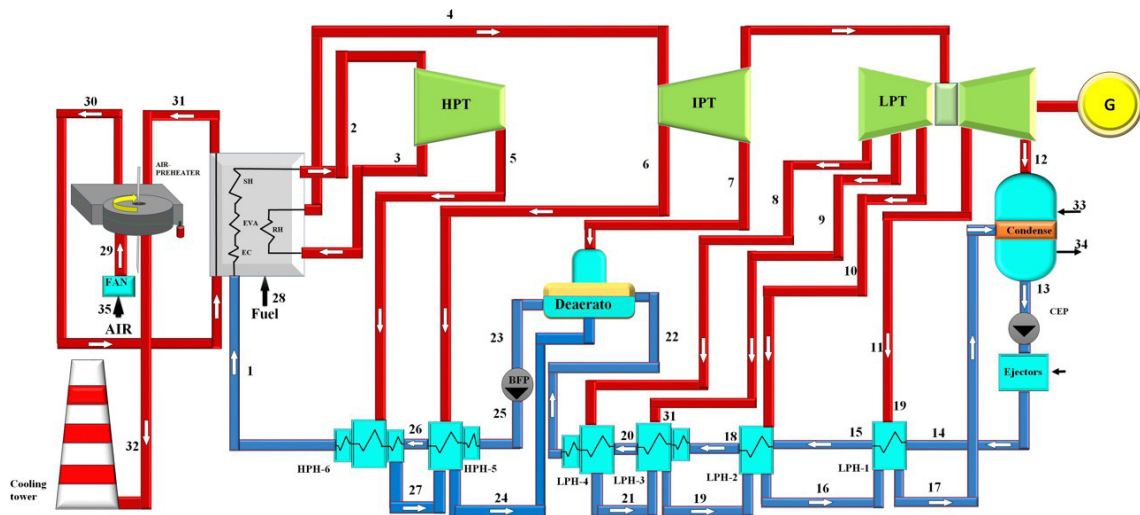 4
30
31
2
HPT
IPT
LPT
G
AIR-
PREHEATER
3
5
6
7
8
9
12
SH
EVA
EC
RH
33
Condense
34
29
FAN
35
AIR
28
Fuel
10
13
CEP
Deaerato
23
22
1
BFP
25
11
Ejectors
32
26
31
19
20
18
15
14
HPH-6
HPH-5
27
24
LPH-4
LPH-3
LPH-2
LPH-1
21
19
16
17
Cooling
tower